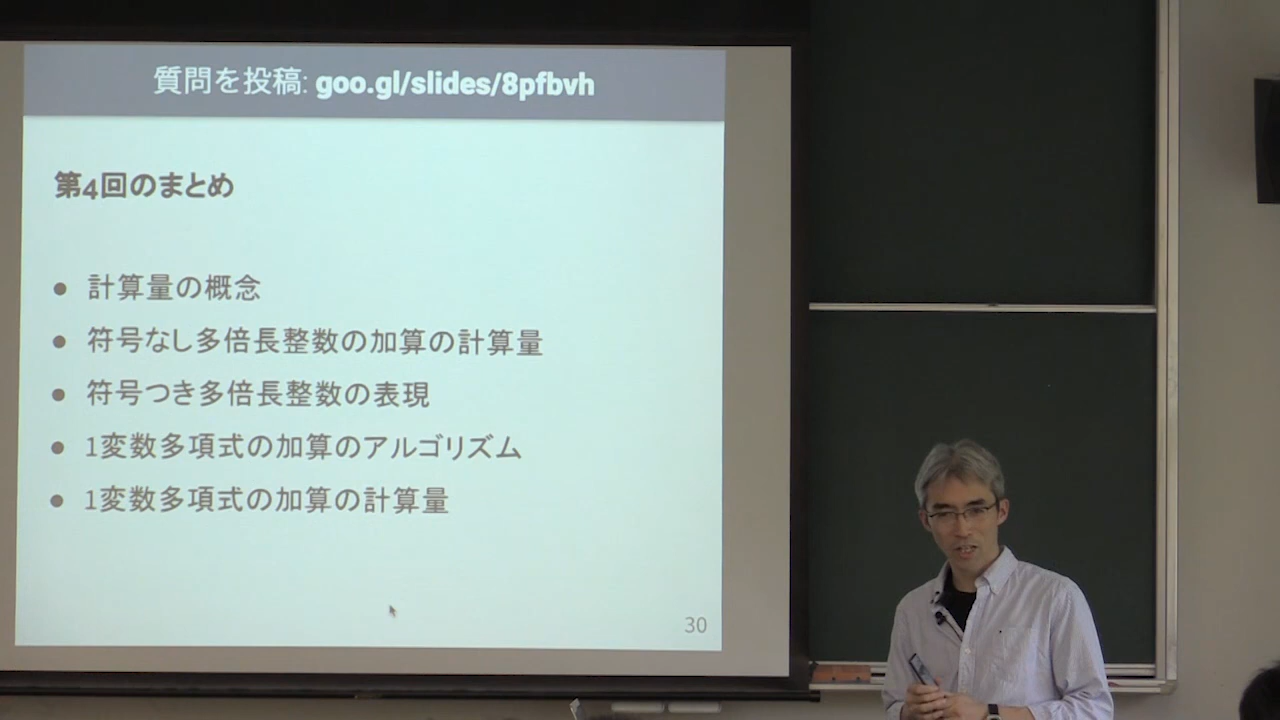 質問を投稿: goo.gl/slides/8pfbvh
第4回のまとめ
● 計算量の概念
● 符号なし多倍長整数の加算の計算量
● 符号つき多倍長整数の表現
● 1変数多項式の加算のアルゴリズム
● 1変数多項式の加算の計算量
30